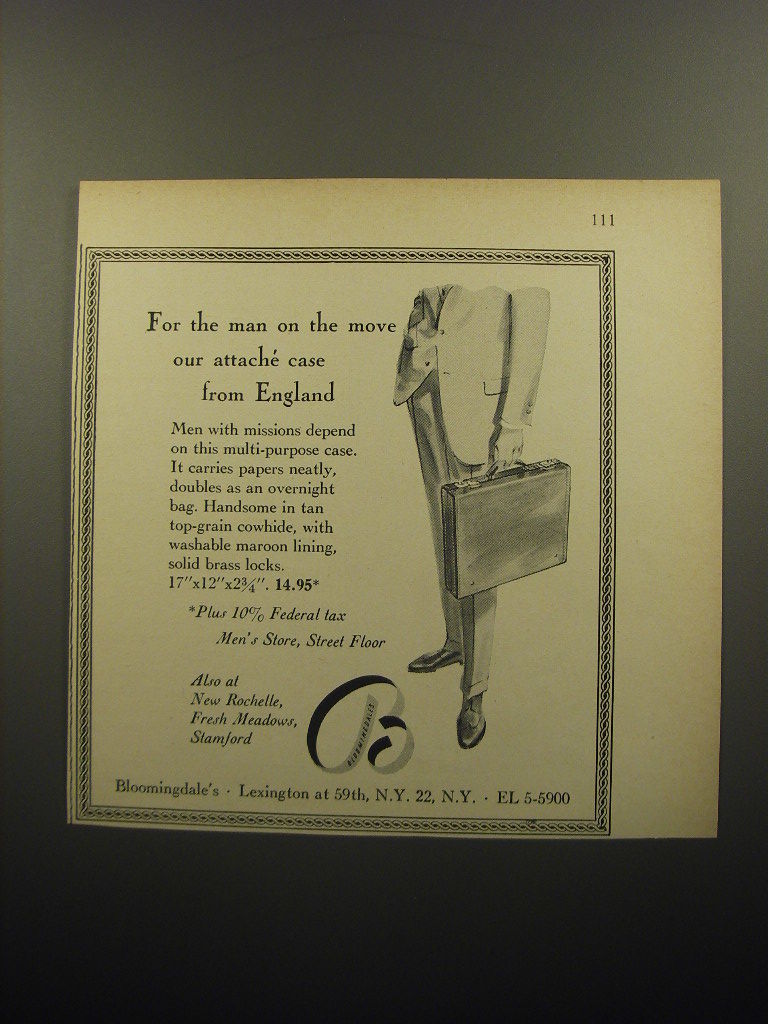 111
For the man on the move
our attaché case
from England
Men with missions depend
on this multi-purpose case.
It carries papers neatly,
doubles as an overnight
bag. Handsome in tan
top-grain cowhide, with
washable maroon lining,
solid brass locks.
17"x12"x2¾". 14.95*
*Plus 10% Federal tax
Men's Store, Street Floor
Also at
New Rochelle,
Fresh Meadows,
Stamford
B
BLOOMINGDALE'S
Bloomingdale's · Lexington at 59th, N.Y. 22, N.Y. · EL 5-5900